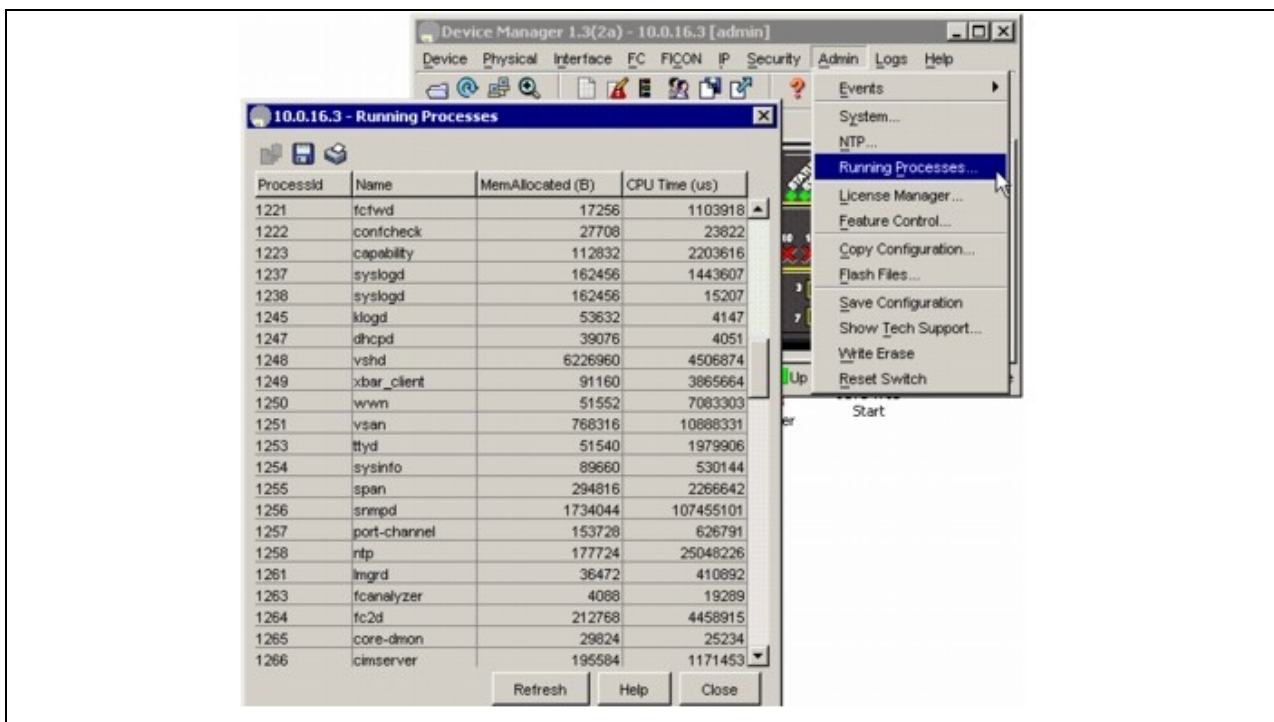 Device Manager 1.3(2a) - 10.0.16.3 [admin]
Device Physical Interface FC FICON IP Security Admin Logs Help
Events
System...
NTP...
Running Processes...
License Manager...
Feature Control...
Copy Configuration...
Flash Files...
Save Configuration
Show Tech Support...
Write Erase
Reset Switch
Up
Start
10.0.16.3 - Running Processes
ProcessId Name MemAllocated (B) CPU Time (us)
1221 fcfwd 17256 1103918
1222 confcheck 27708 23822
1223 capability 112832 2203616
1237 syslogd 162456 1443607
1238 syslogd 162456 15207
1245 klogd 53632 4147
1247 dhcpd 39076 4051
1248 vshd 6226960 4506874
1249 xbar_client 91160 3865664
1250 wwn 51552 7083303
1251 vsan 768316 10888331
1253 ttyd 51540 1979906
1254 sysinfo 89660 530144
1255 span 294816 2266642
1256 snmpd 1734044 107455101
1257 port-channel 153728 626791
1258 ntp 177724 25048226
1261 lmgrd 36472 410892
1263 fcanalyzer 4088 19289
1264 fc2d 212768 4458915
1265 core-dmon 29824 25234
1266 cimserver 195584 1171453
Refresh Help Close